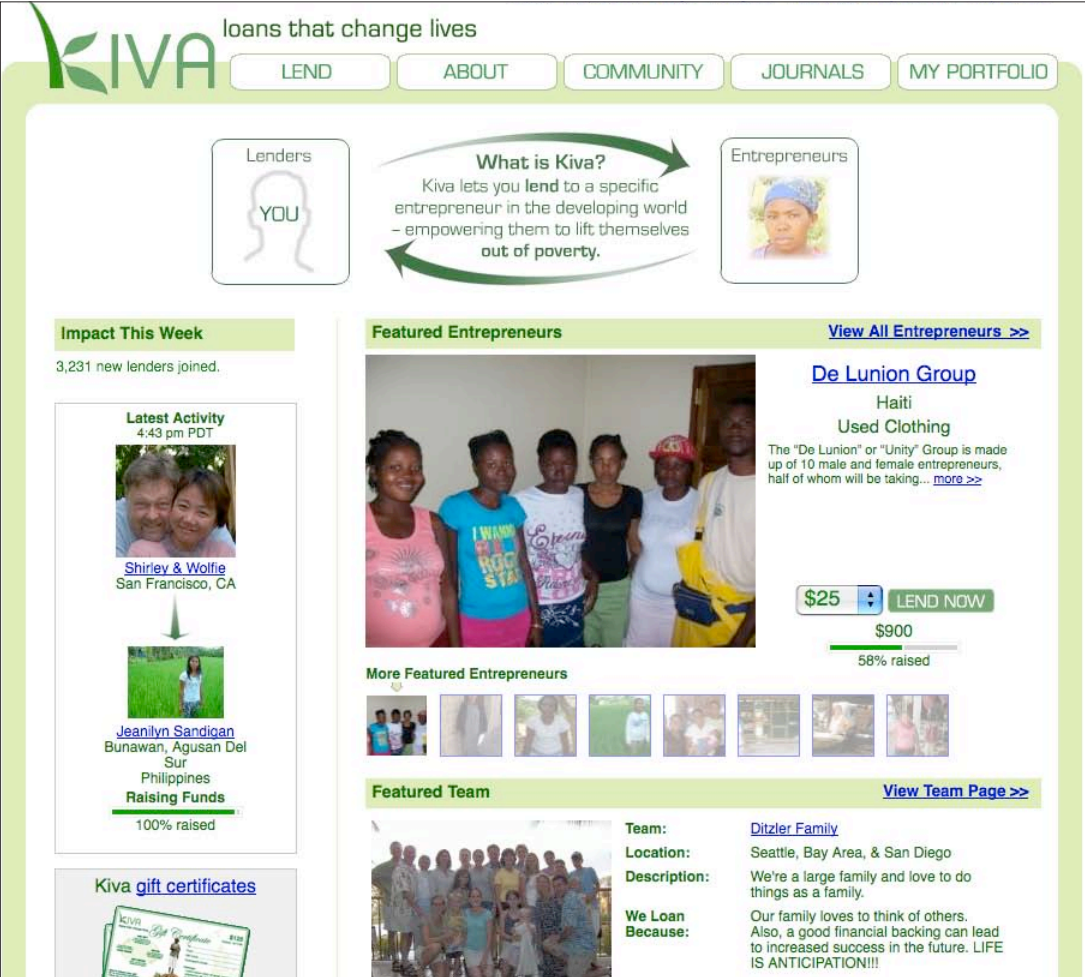 KIVA
loans that change lives
LEND
ABOUT
COMMUNITY
JOURNALS
MY PORTFOLIO
Lenders
YOU
What is Kiva?
Kiva lets you lend to a specific
entrepreneur in the developing world
– empowering them to lift themselves
out of poverty.
Entrepreneurs
Impact This Week
3,231 new lenders joined.
Latest Activity
4:43 pm PDT
Shirley & Wolfie
San Francisco, CA
Jeanilyn Sandigan
Bunawan, Agusan Del
Sur
Philippines
Raising Funds
100% raised
Kiva gift certificates
KIVA
Gift Certificate
Featured Entrepreneurs
View All Entrepreneurs >>
I WANNA
ROCK
STAR
De Lunion Group
Haiti
Used Clothing
The "De Lunion" or "Unity" Group is made
up of 10 male and female entrepreneurs,
half of whom will be taking... more >>
$25
LEND NOW
$900
58% raised
More Featured Entrepreneurs
Featured Team
View Team Page >>
Team: Ditzler Family
Location: Seattle, Bay Area, & San Diego
Description: We're a large family and love to do
things as a family.
We Loan Our family loves to think of others.
Because: Also, a good financial backing can lead
to increased success in the future. LIFE
IS ANTICIPATION!!!